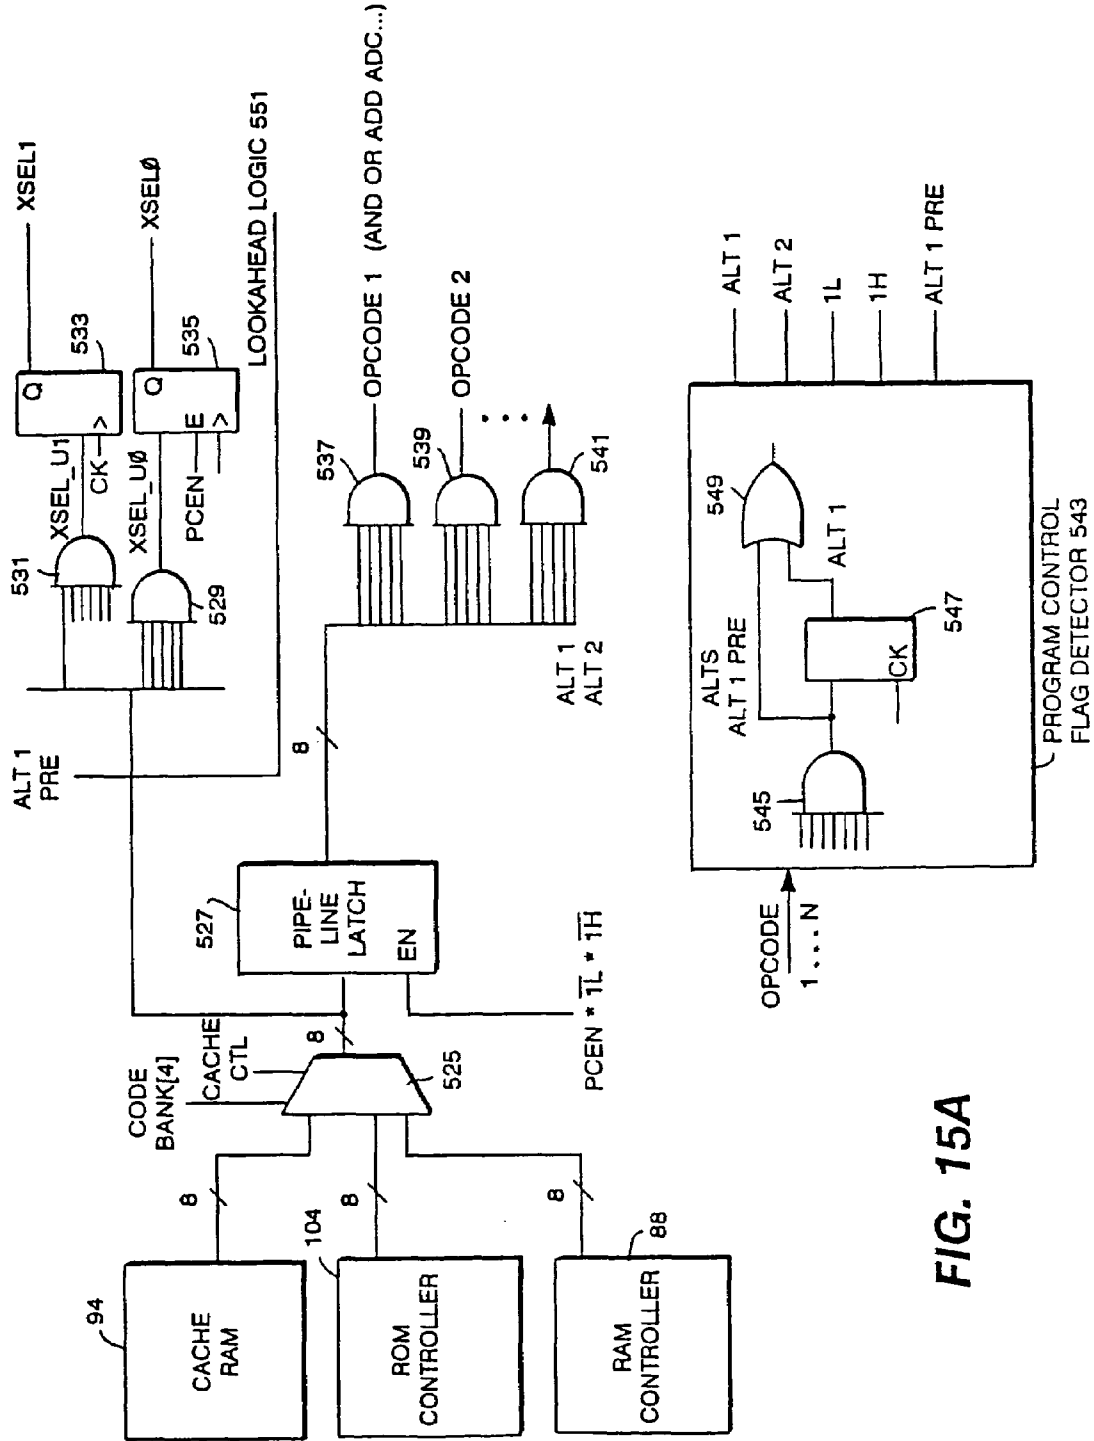 94
CACHE
RAM
104
ROM
CONTROLLER
88
RAM
CONTROLLER
8
8
8
CODE
BANK[4]
CACHE
CTL
525
8
527
PIPE-
LINE
LATCH
EN
PCEN * 1L * 1H
8
ALT 1
PRE
531
529
XSEL_U1
XSEL_UØ
Q
CK
533
XSEL1
Q
E
PCEN
535
XSELØ
LOOKAHEAD LOGIC 551
537
OPCODE 1 (AND OR ADD ADC...)
539
OPCODE 2
541
ALT 1
ALT 2
OPCODE
1 . . . N
545
ALTS
ALT 1 PRE
547
CK
ALT 1
549
ALT 1
ALT 2
1L
1H
ALT 1 PRE
PROGRAM CONTROL
FLAG DETECTOR 543
FIG. 15A